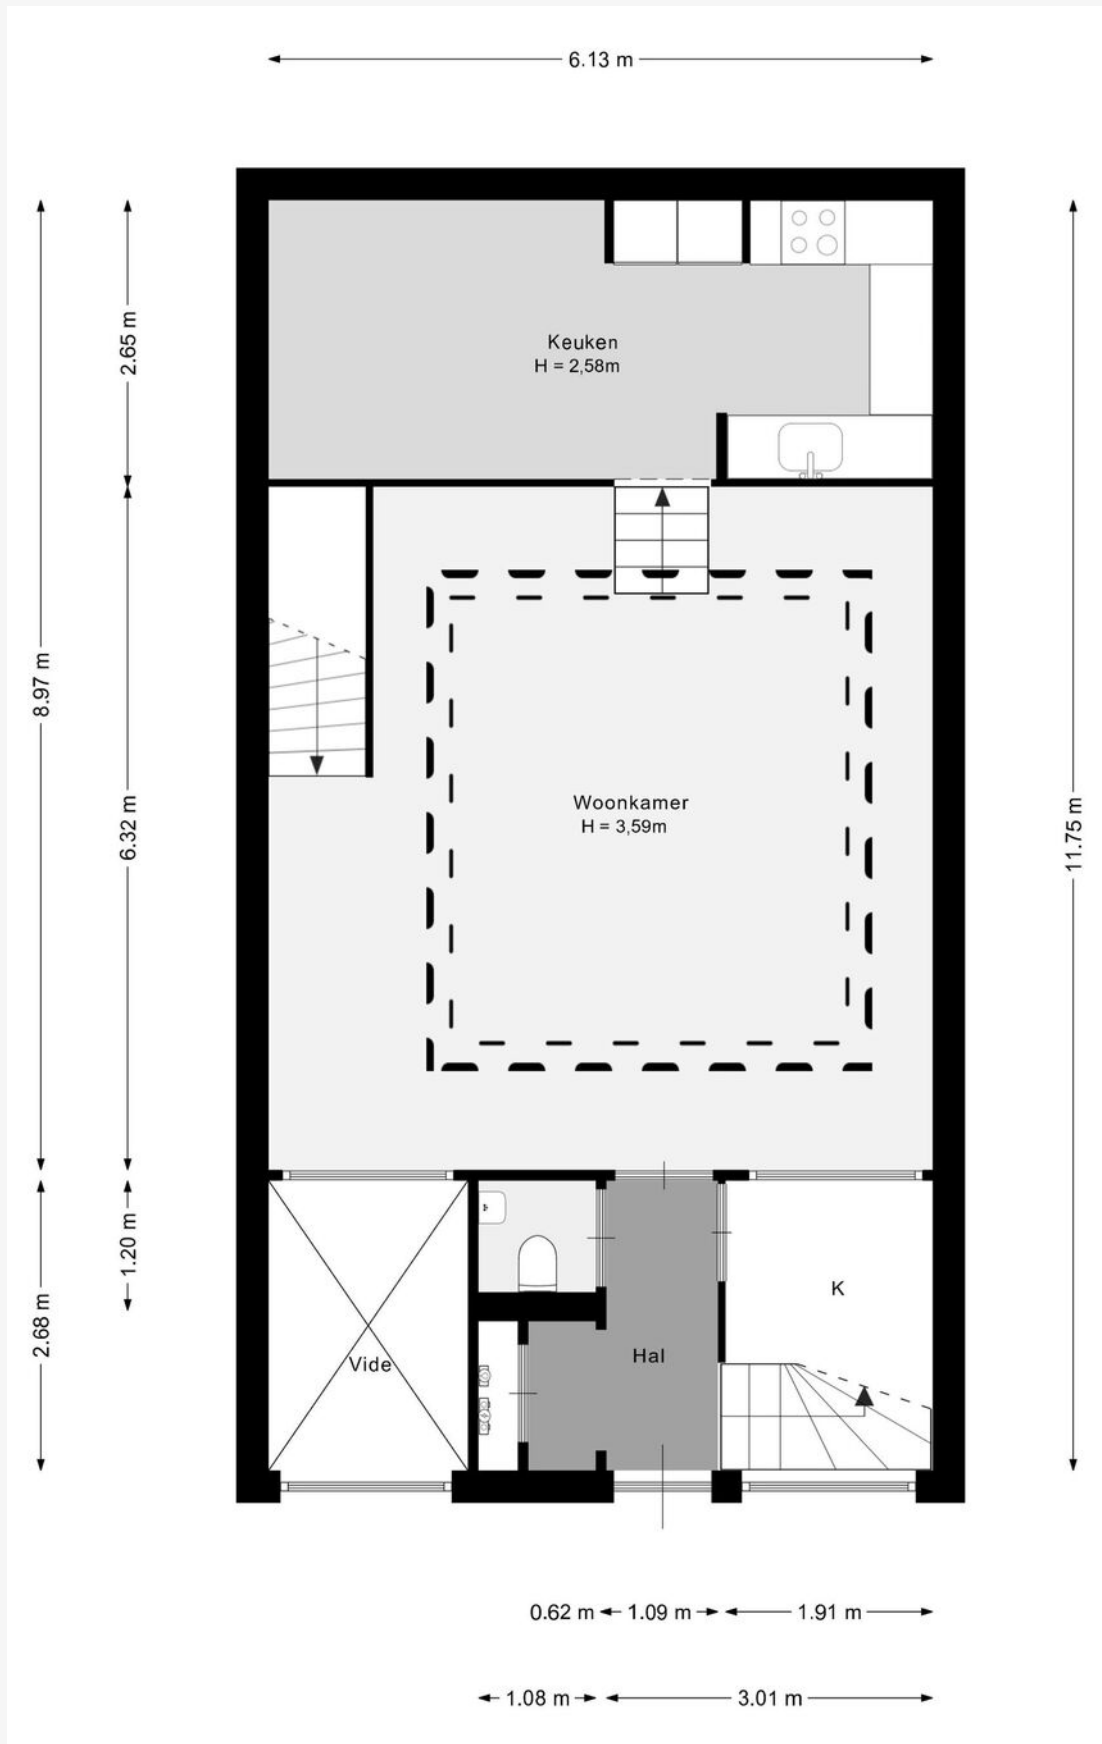 6.13 m
2.65 m
Keuken
H = 2,58m
8.97 m
6.32 m
Woonkamer
H = 3,59m
11.75 m
1.20 m
2.68 m
K
Vide
Hal
0.62 m
1.09 m
1.91 m
1.08 m
3.01 m